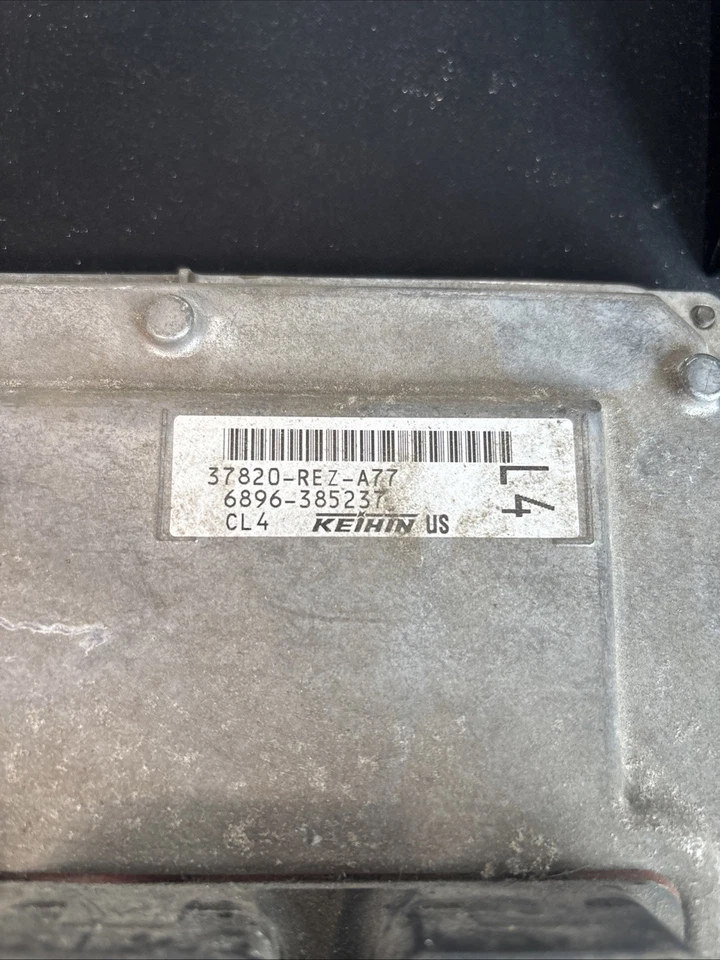 37820-REZ-A77
6896-385237
CL4 KEIHIN US
L4